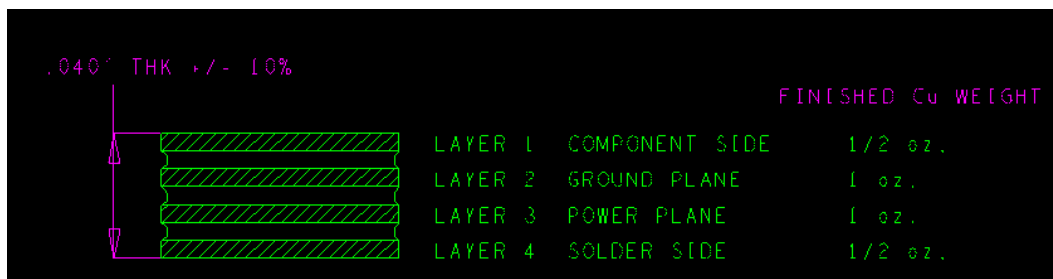 .040" THK +/- 10%
FINISHED Cu WEIGHT
LAYER 1 COMPONENT SIDE 1/2 oz.
LAYER 2 GROUND PLANE 1 oz.
LAYER 3 POWER PLANE 1 oz.
LAYER 4 SOLDER SIDE 1/2 oz.